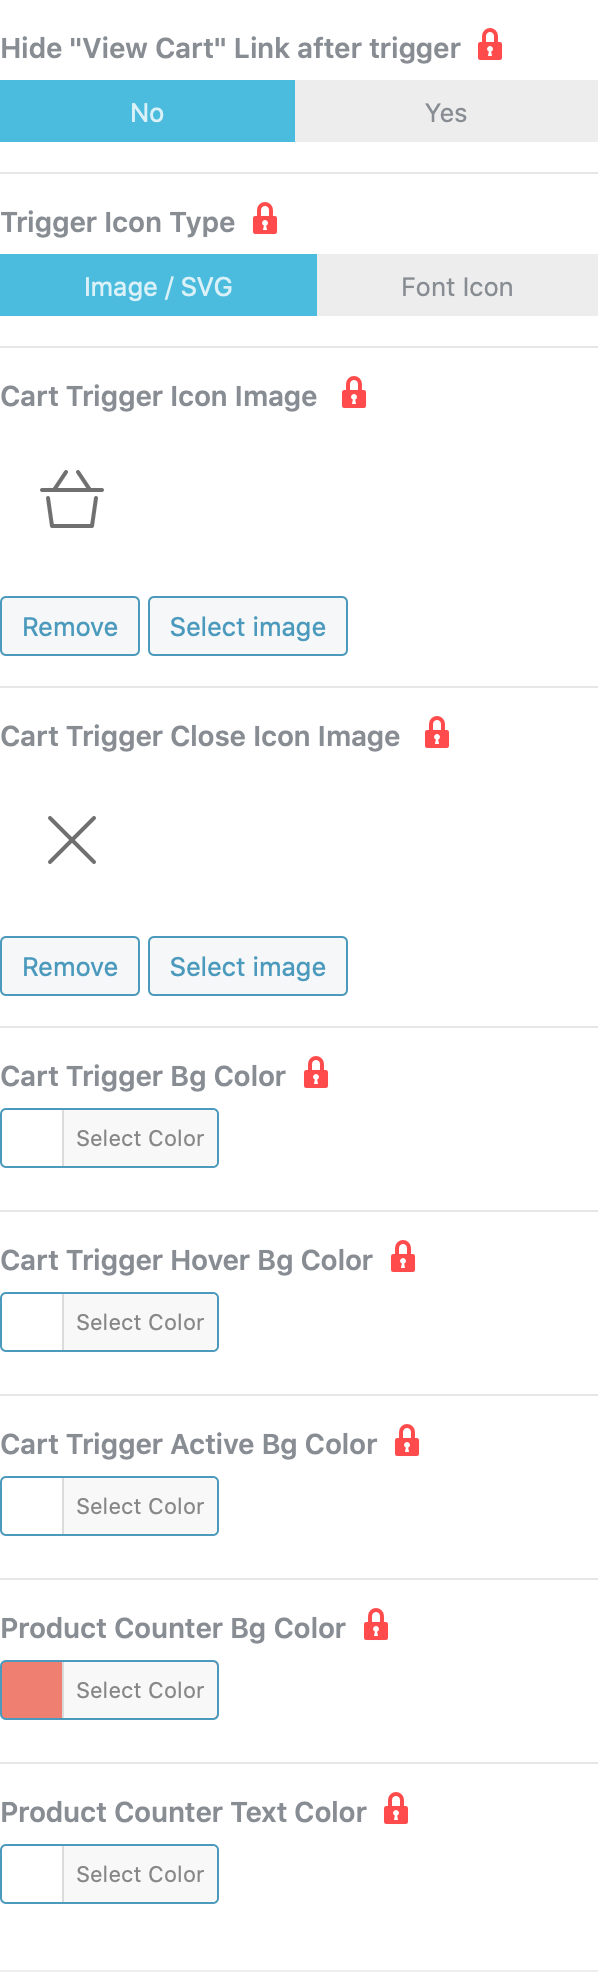 Hide "View Cart" Link after trigger
No Yes
Trigger Icon Type
Image / SVG Font Icon
Cart Trigger Icon Image
Remove Select image
Cart Trigger Close Icon Image
Remove Select image
Cart Trigger Bg Color
Select Color
Cart Trigger Hover Bg Color
Select Color
Cart Trigger Active Bg Color
Select Color
Product Counter Bg Color
Select Color
Product Counter Text Color
Select Color